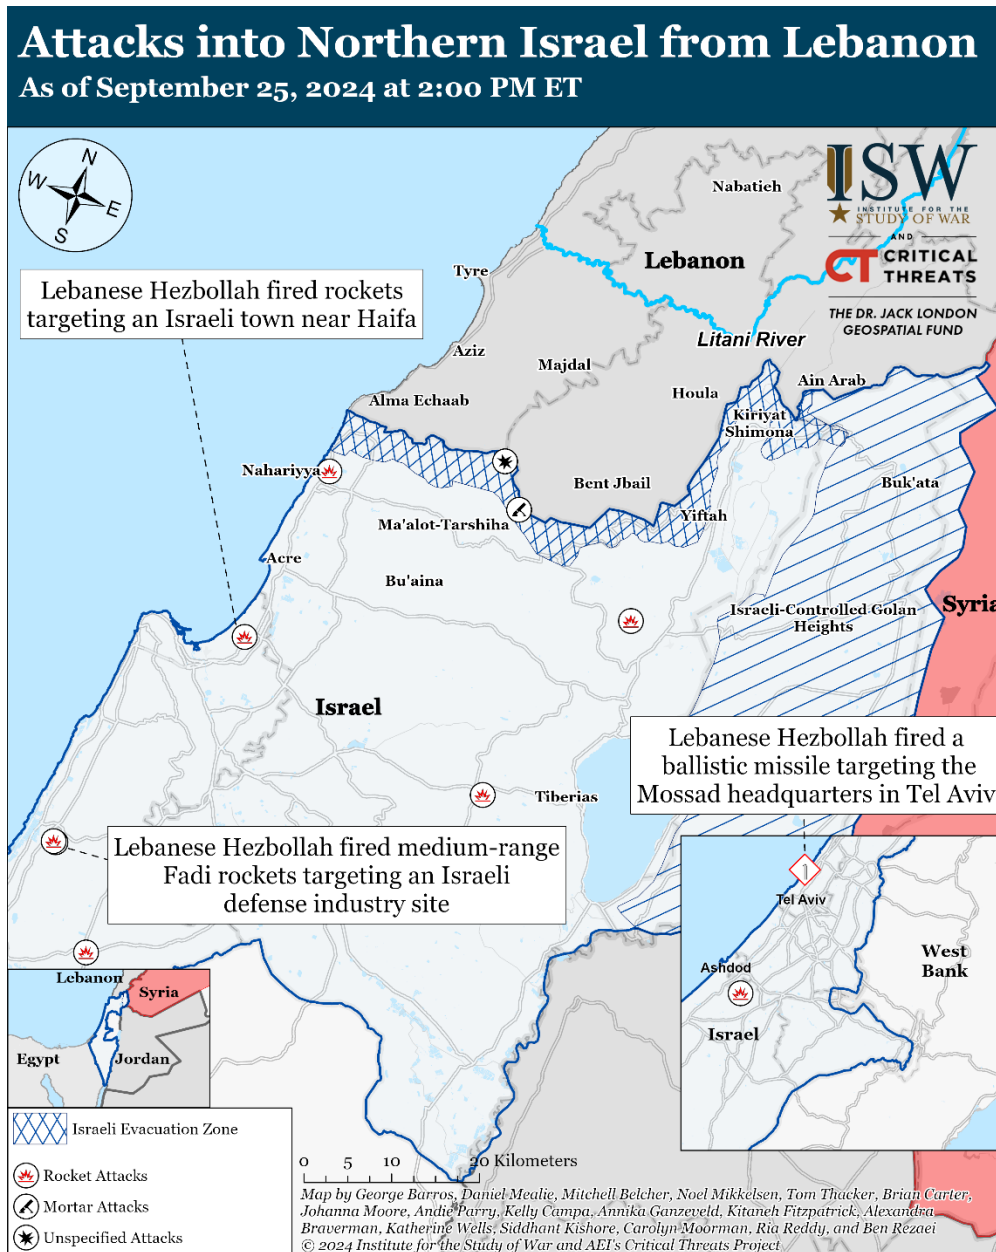 Attacks into Northern Israel from Lebanon
As of September 25, 2024 at 2:00 PM ET
N
W
E
S
ISW
INSTITUTE FOR THE
STUDY OF WAR
AND
CT CRITICAL
THREATS
THE DR. JACK LONDON
GEOSPATIAL FUND
Nabatieh
Lebanon
Tyre
Lebanese Hezbollah fired rockets
targeting an Israeli town near Haifa
Litani River
Aziz
Majdal
Houla
Ain Arab
Alma Echaab
Kiriyat
Shimona
Nahariyya
Bent Jbail
Buk'ata
Ma'alot-Tarshiha
Yiftah
Acre
Bu'aina
Israeli-Controlled Golan
Heights
Syria
Israel
Lebanese Hezbollah fired a
ballistic missile targeting the
Mossad headquarters in Tel Aviv
Tiberias
Lebanese Hezbollah fired medium-range
Fadi rockets targeting an Israeli
defense industry site
Tel Aviv
West
Bank
Ashdod
Israel
Lebanon
Syria
Egypt
Jordan
Israeli Evacuation Zone
Rocket Attacks
Mortar Attacks
Unspecified Attacks
0 5 10 20 Kilometers
Map by George Barros, Daniel Mealie, Mitchell Belcher, Noel Mikkelsen, Tom Thacker, Brian Carter,
Johanna Moore, Andie Parry, Kelly Campa, Annika Ganzeveld, Kitaneh Fitzpatrick, Alexandra
Braverman, Katherine Wells, Siddhant Kishore, Carolyn Moorman, Ria Reddy, and Ben Rezaei
© 2024 Institute for the Study of War and AEI's Critical Threats Project